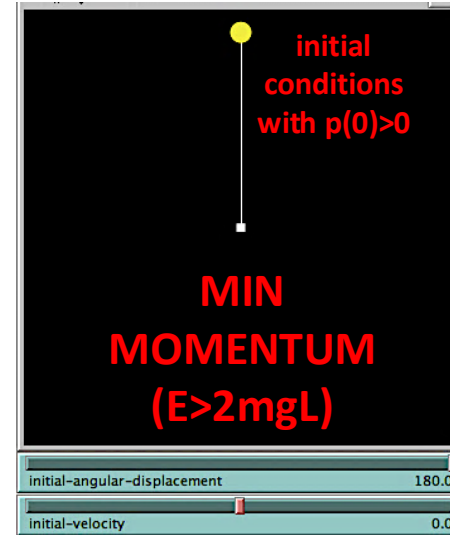 initial
conditions
with p(0)>0
MIN
MOMENTUM
(E>2mgL)
initial-angular-displacement 180.0
initial-velocity 0.0